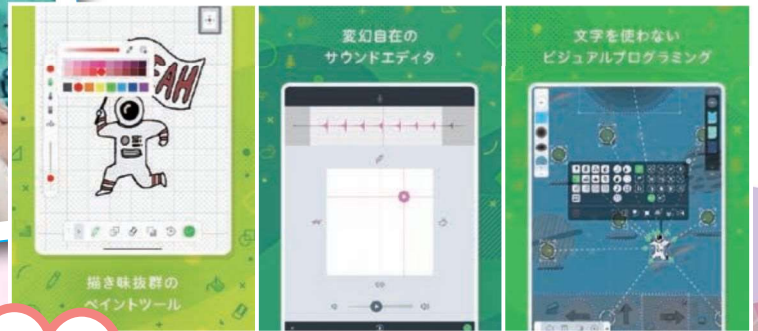 AH
描き味抜群の
ペイントツール
変幻自在の
サウンドエディタ
文字を使わない
ビジュアルプログラミング